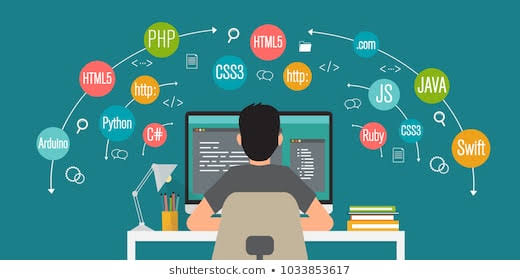 PHP
HTML5
.com
HTML5
CSS3
http:
JAVA
http:
JS
Python
C#
Ruby
CSS3
Arduino
Swift
shutterstock.com • 1033853617